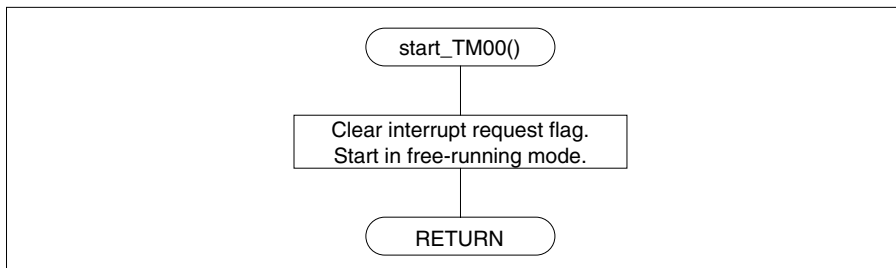 start_TM00()
Clear interrupt request flag.
Start in free-running mode.
RETURN